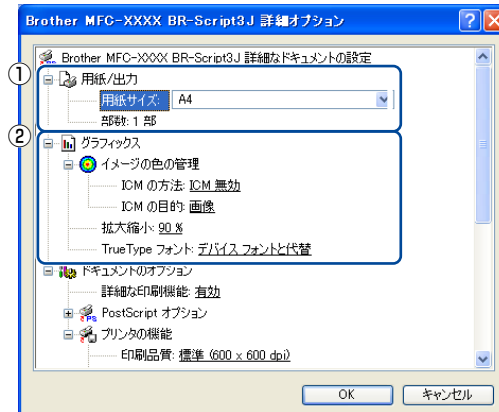 Brother MFC-XXXX BR-Script3J 詳細オプション
Brother MFC-XXXX BR-Script3J 詳細なドキュメントの設定
①
用紙/出力
用紙サイズ: A4
部数: 1 部
②
グラフィックス
イメージの色の管理
ICM の方法: ICM 無効
ICM の目的: 画像
拡大縮小: 90 %
TrueType フォント: デバイス フォントと代替
ドキュメントのオプション
詳細な印刷機能: 有効
PostScript オプション
プリンタの機能
印刷品質: 標準 (600 x 600 dpi)
OK キャンセル